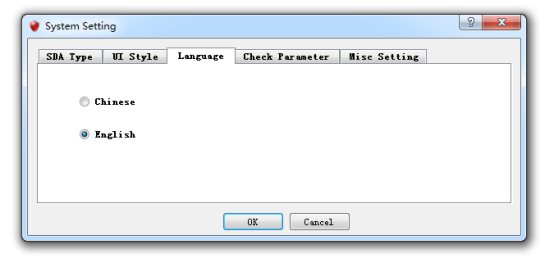 System Setting
SDA Type UI Style Language Check Parameter Misc Setting
Chinese
English
OK Cancel